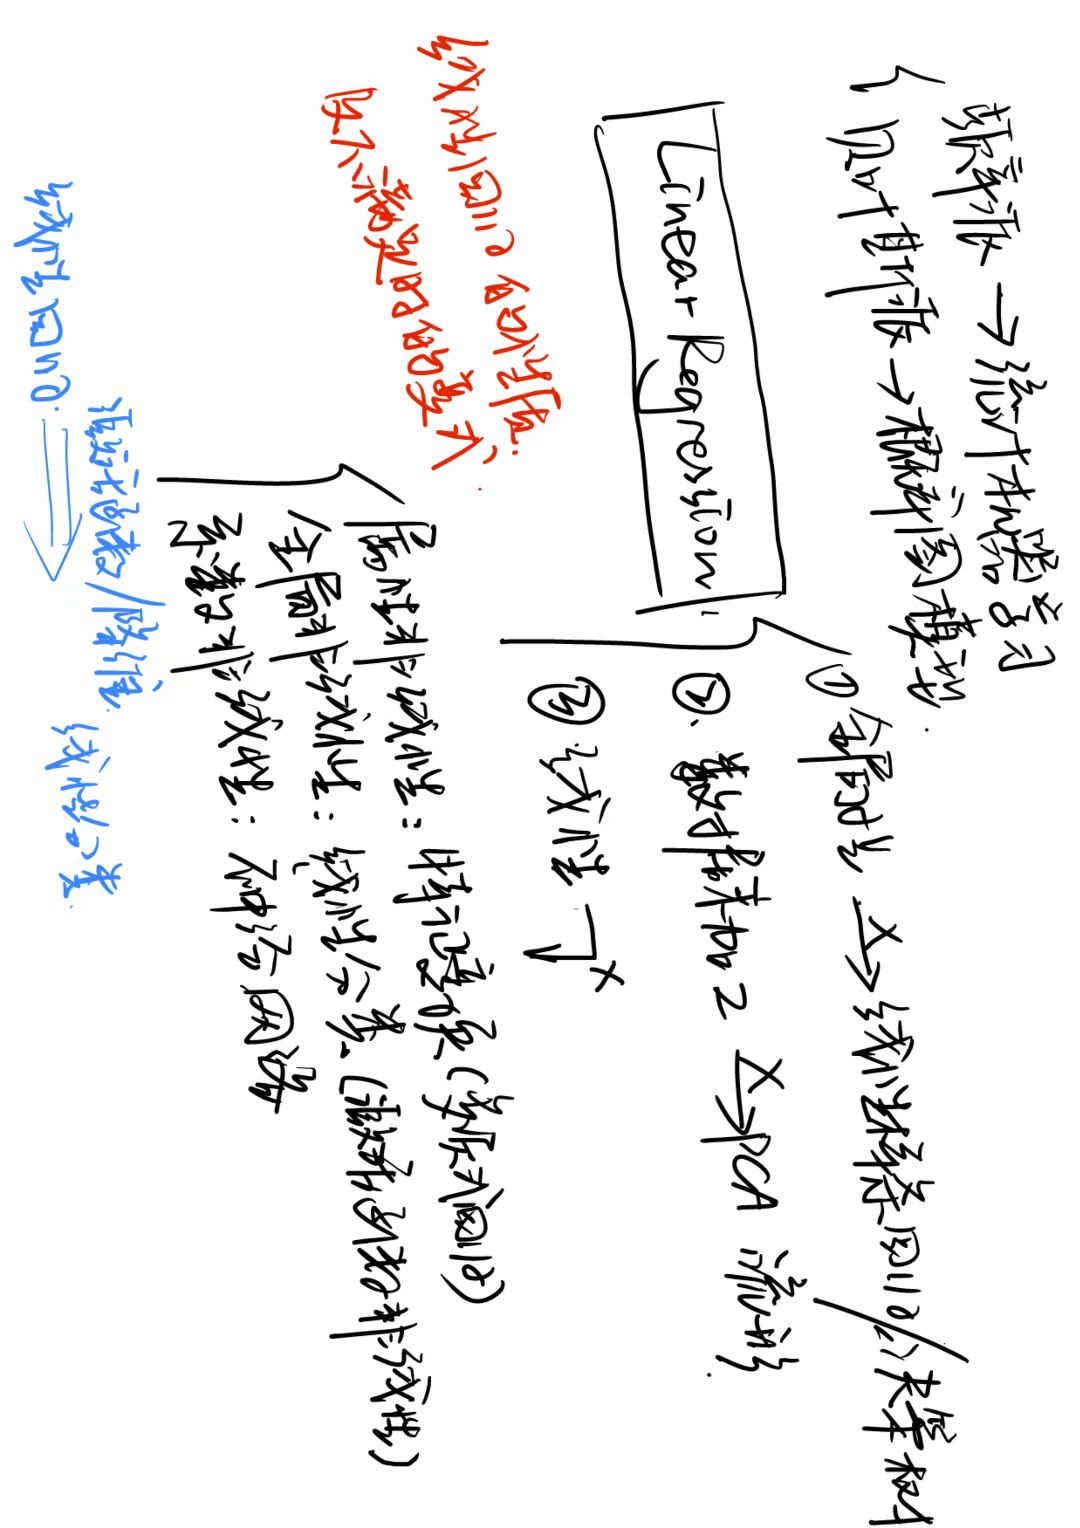 频率派 → 统计机器学习
贝叶斯派 → 概率图模型.
Linear Regression
① 全局性 X→ 线性样条回归/决策树
②. 数据未加工 X→ PCA 流形.
③ 线性 X
线性回归的性质.
及不满足时的变式.
属性非线性：特征变换(多项式回归)
全局非线性：线性分类(激活函数非线性)
系数非线性：神经网络
激活函数/降维.
线性回归. ⇒ 线性分类.